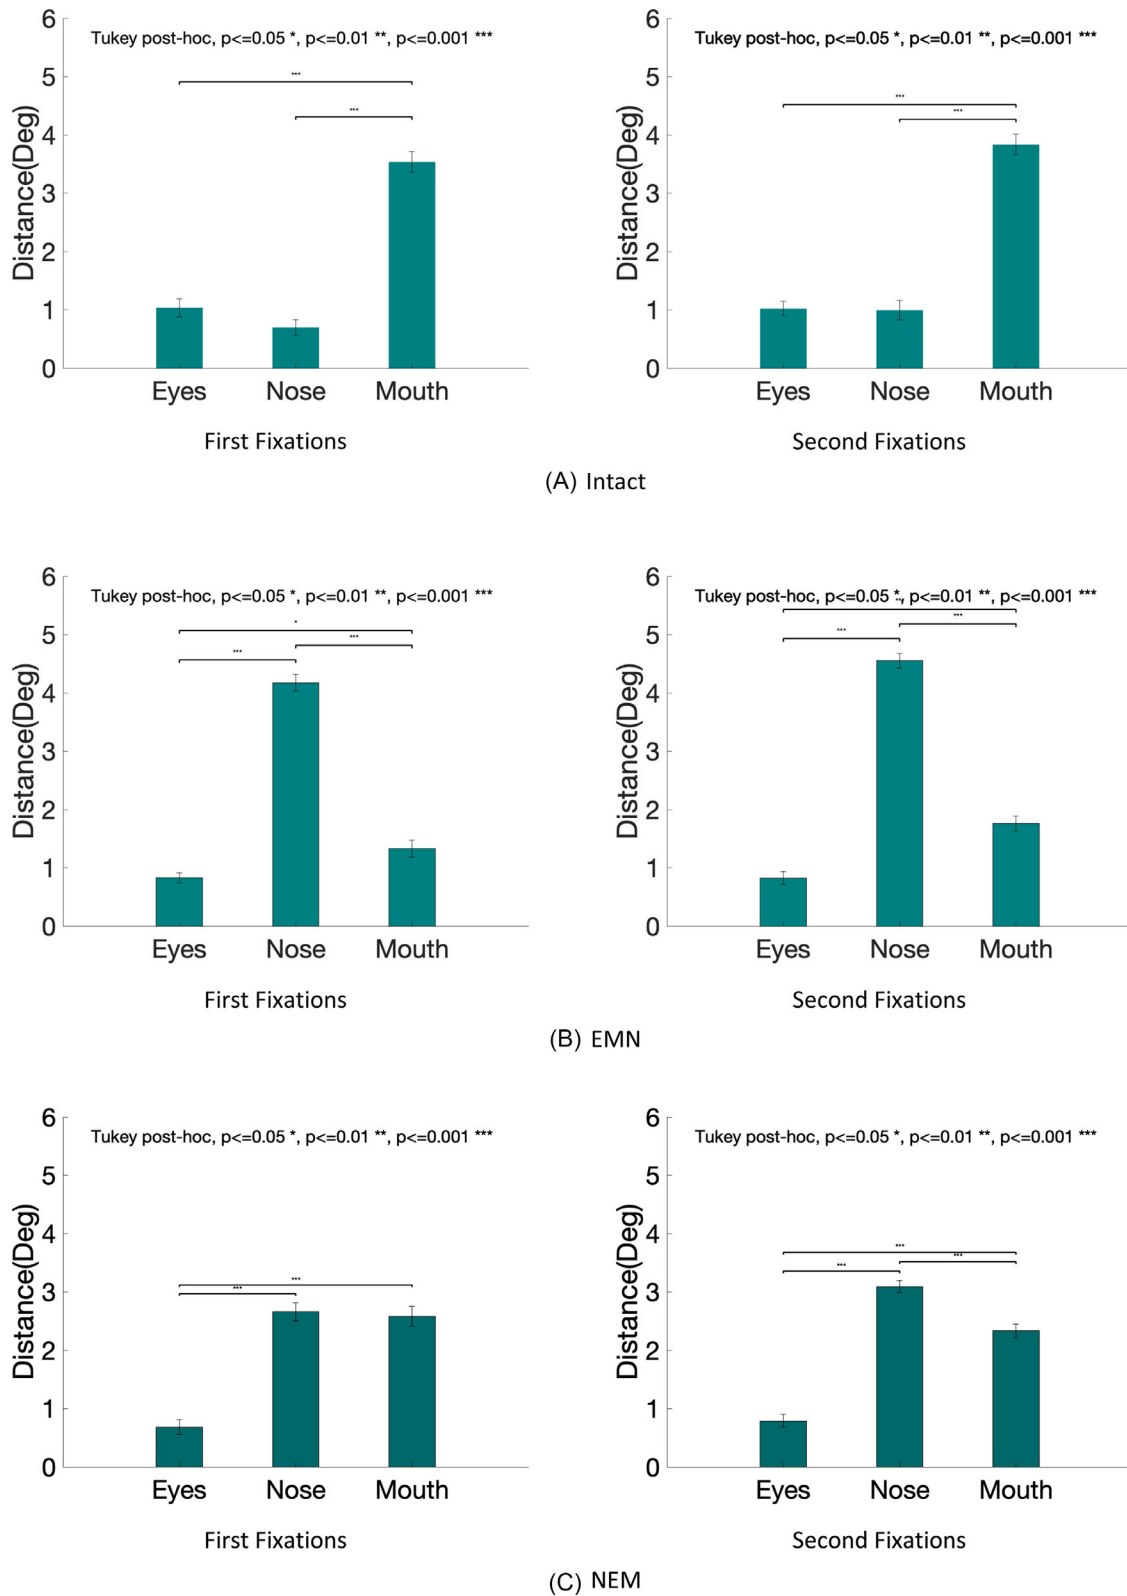 Tukey post-hoc, p<=0.05 *, p<=0.01 **, p<=0.001 ***
6
5
4
3
2
1
0
Distance(Deg)
***
***
Eyes Nose Mouth
First Fixations
Tukey post-hoc, p<=0.05 *, p<=0.01 **, p<=0.001 ***
6
5
4
3
2
1
0
Distance(Deg)
***
***
Eyes Nose Mouth
Second Fixations
(A) Intact
Tukey post-hoc, p<=0.05 *, p<=0.01 **, p<=0.001 ***
6
5
4
3
2
1
0
Distance(Deg)
*
***
***
Eyes Nose Mouth
First Fixations
Tukey post-hoc, p<=0.05 *, p<=0.01 **, p<=0.001 ***
6
5
4
3
2
1
0
Distance(Deg)
***
***
Eyes Nose Mouth
Second Fixations
(B) EMN
Tukey post-hoc, p<=0.05 *, p<=0.01 **, p<=0.001 ***
6
5
4
3
2
1
0
Distance(Deg)
***
***
Eyes Nose Mouth
First Fixations
Tukey post-hoc, p<=0.05 *, p<=0.01 **, p<=0.001 ***
6
5
4
3
2
1
0
Distance(Deg)
***
***
***
Eyes Nose Mouth
Second Fixations
(C) NEM